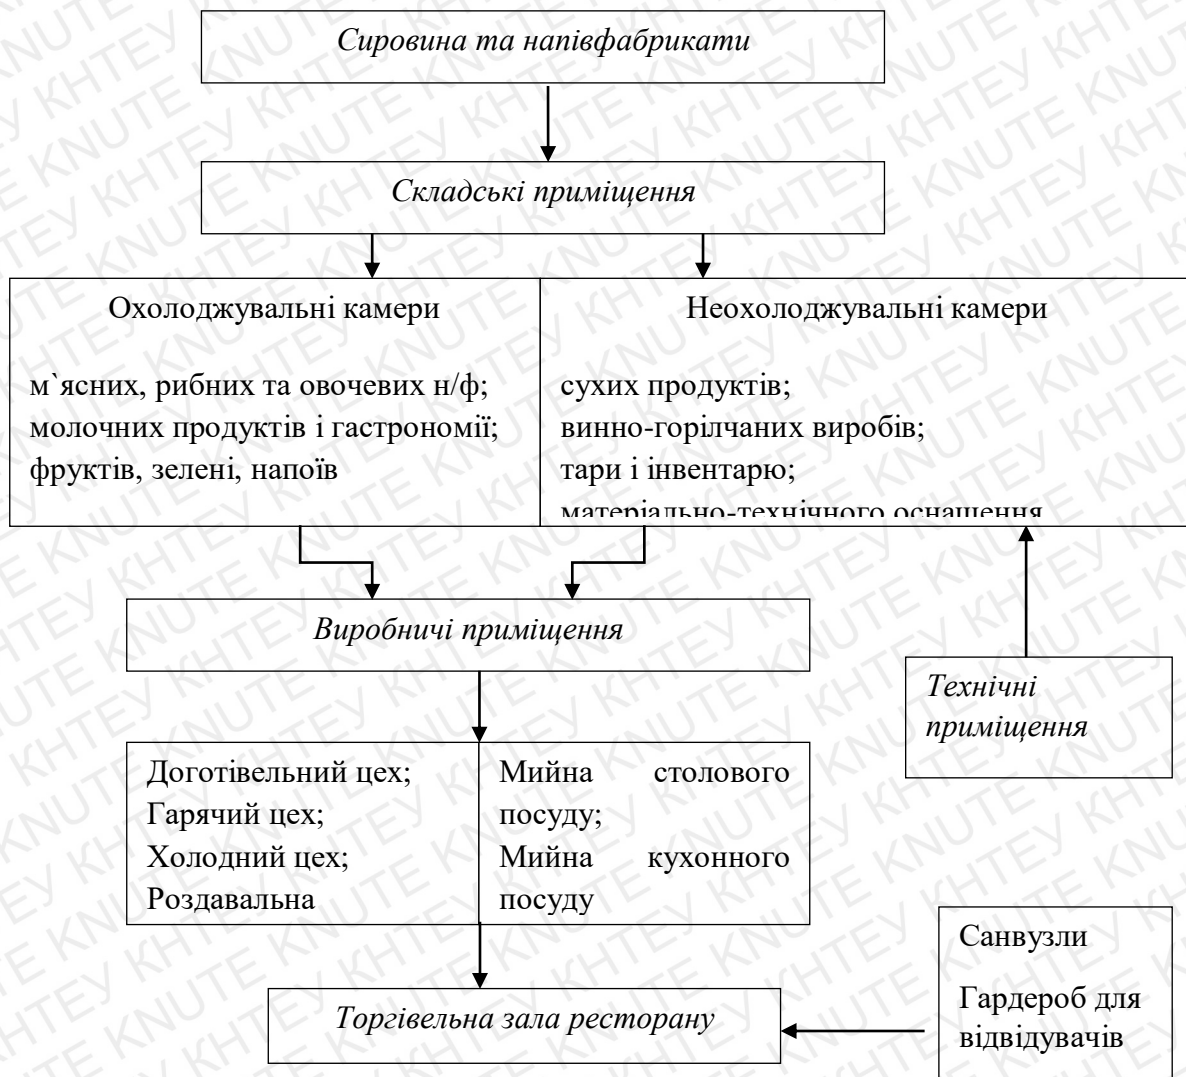 Сировина та напівфабрикати
Складські приміщення
Охолоджувальні камери
м`ясних, рибних та овочевих н/ф;
молочних продуктів і гастрономії;
фруктів, зелені, напоїв
Неохолоджувальні камери
сухих продуктів;
винно-горілчаних виробів;
тари і інвентарю;
матеріально-технічного оснащення
Виробничі приміщення
Технічні
приміщення
Доготівельний цех;
Гарячий цех;
Холодний цех;
Роздавальна
Мийна столового
посуду;
Мийна кухонного
посуду
Санвузли
Гардероб для
відвідувачів
Торгівельна зала ресторану